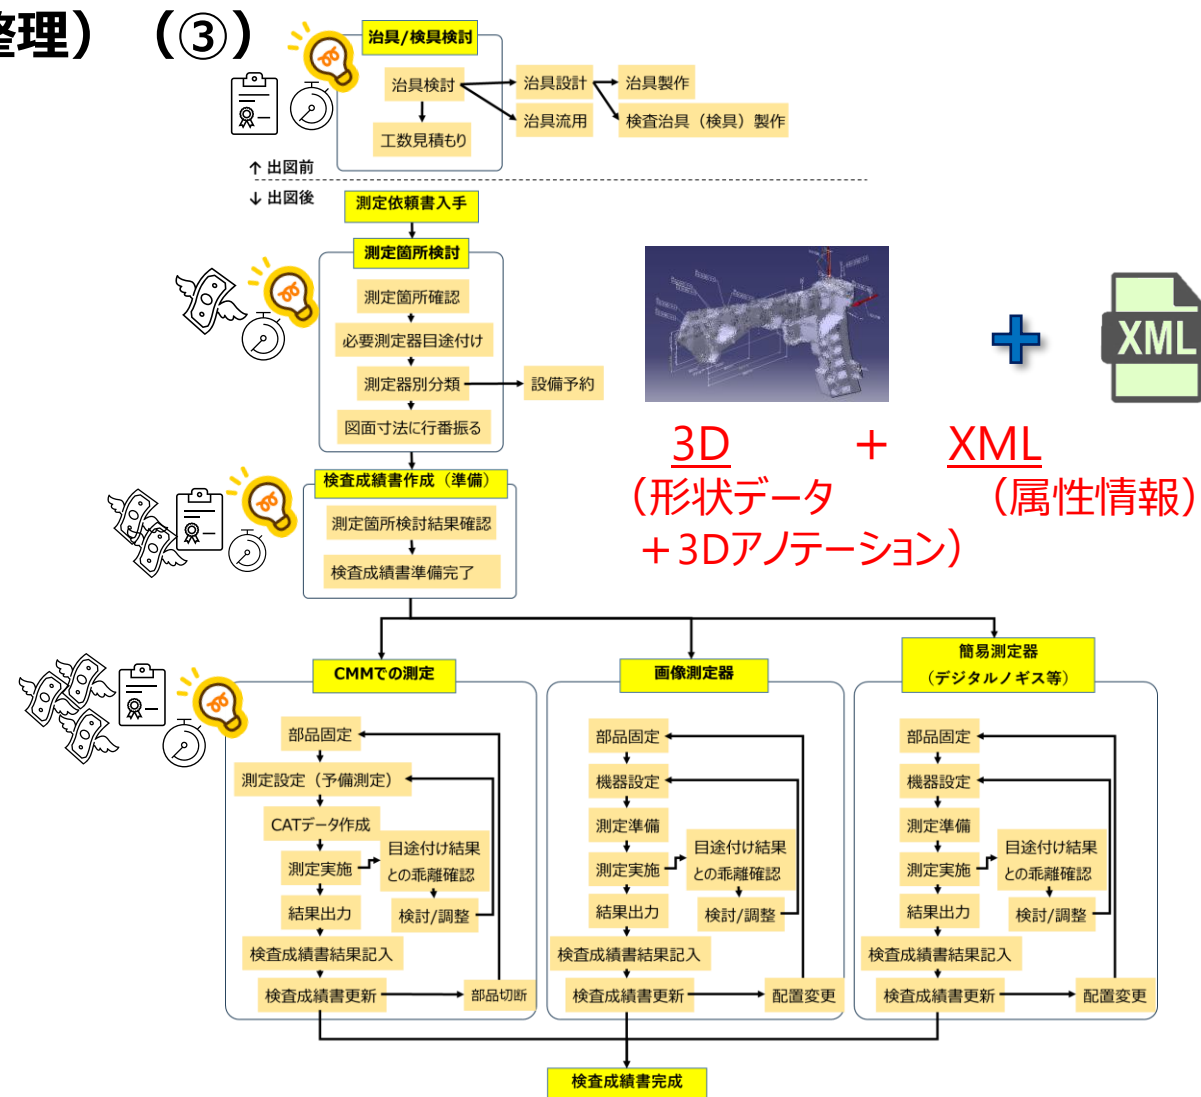 整理）（③）
治具/検具検討
治具検討
治具設計
治具製作
治具流用
検査治具（検具）製作
工数見積もり
↑ 出図前
↓ 出図後
測定依頼書入手
測定箇所検討
測定箇所確認
必要測定器目途付け
測定器別分類
設備予約
図面寸法に行番振る
XML
3D ＋ XML
（形状データ （属性情報）
＋3Dアノテーション）
検査成績書作成（準備）
測定箇所検討結果確認
検査成績書準備完了
CMMでの測定
部品固定
測定設定（予備測定）
CATデータ作成
測定実施
目途付け結果
との乖離確認
結果出力
検討/調整
検査成績書結果記入
検査成績書更新
部品切断
画像測定器
部品固定
機器設定
測定準備
測定実施
目途付け結果
との乖離確認
結果出力
検討/調整
検査成績書結果記入
検査成績書更新
配置変更
簡易測定器
（デジタルノギス等）
部品固定
機器設定
測定準備
測定実施
目途付け結果
との乖離確認
結果出力
検討/調整
検査成績書結果記入
検査成績書更新
配置変更
検査成績書完成